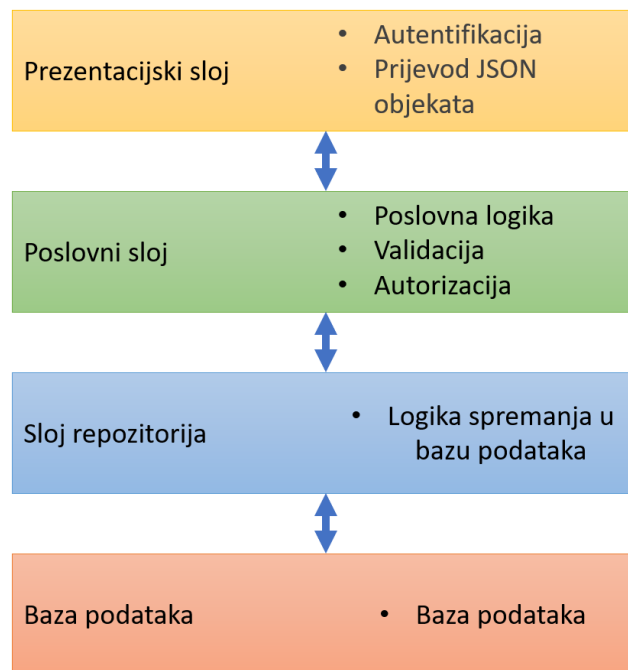 Prezentacijski sloj
• Autentifikacija
• Prijevod JSON
objekata
Poslovni sloj
• Poslovna logika
• Validacija
• Autorizacija
Sloj repozitorija
• Logika spremanja u
bazu podataka
Baza podataka
• Baza podataka